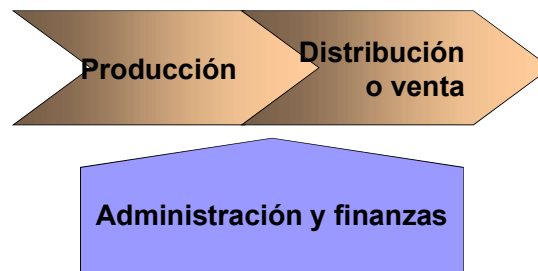 Producción
Distribución
o venta
Administración y finanzas